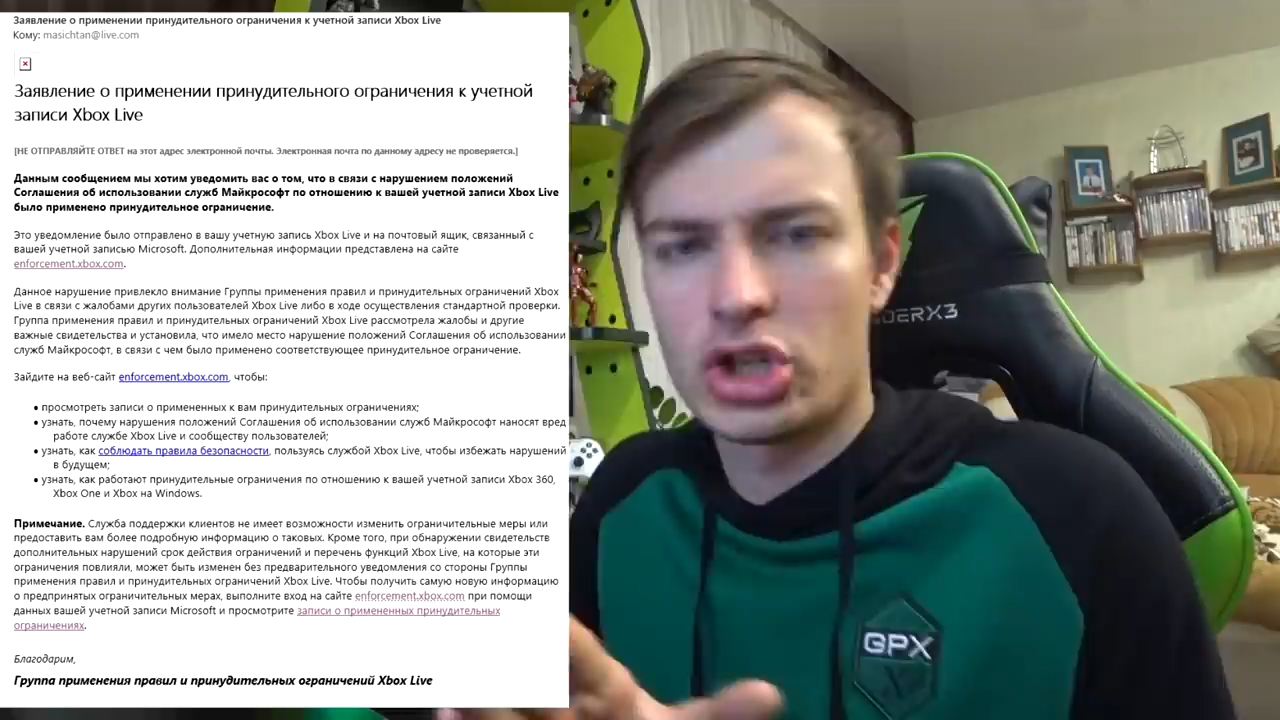 Заявление о применении принудительного ограничения к учетной записи Xbox Live
Кому: masichtan@live.com
Заявление о применении принудительного ограничения к учетной
записи Xbox Live
[НЕ ОТПРАВЛЯЙТЕ ОТВЕТ на этот адрес электронной почты. Электронная почта по данному адресу не проверяется.]
Данным сообщением мы хотим уведомить вас о том, что в связи с нарушением положений
Соглашения об использовании служб Майкрософт по отношению к вашей учетной записи Xbox Live
было применено принудительное ограничение.
Это уведомление было отправлено в вашу учетную запись Xbox Live и на почтовый ящик, связанный с
вашей учетной записью Microsoft. Дополнительная информации представлена на сайте
enforcement.xbox.com.
Данное нарушение привлекло внимание Группы применения правил и принудительных ограничений Xbox
Live в связи с жалобами других пользователей Xbox Live либо в ходе осуществления стандартной проверки.
Группа применения правил и принудительных ограничений Xbox Live рассмотрела жалобы и другие
важные свидетельства и установила, что имело место нарушение положений Соглашения об использовании
служб Майкрософт, в связи с чем было применено соответствующее принудительное ограничение.
Зайдите на веб-сайт enforcement.xbox.com, чтобы:
• просмотреть записи о примененных к вам принудительных ограничениях;
• узнать, почему нарушения положений Соглашения об использовании служб Майкрософт наносят вред
работе службе Xbox Live и сообществу пользователей;
• узнать, как соблюдать правила безопасности, пользуясь службой Xbox Live, чтобы избежать нарушений
в будущем;
• узнать, как работают принудительные ограничения по отношению к вашей учетной записи Xbox 360,
Xbox One и Xbox на Windows.
Примечание. Служба поддержки клиентов не имеет возможности изменить ограничительные меры или
предоставить вам более подробную информацию о таковых. Кроме того, при обнаружении свидетельств
дополнительных нарушений срок действия ограничений и перечень функций Xbox Live, на которые эти
ограничения повлияли, может быть изменен без предварительного уведомления со стороны Группы
применения правил и принудительных ограничений Xbox Live. Чтобы получить самую новую информацию
о предпринятых ограничительных мерах, выполните вход на сайте enforcement.xbox.com при помощи
данных вашей учетной записи Microsoft и просмотрите записи о примененных принудительных
ограничениях.
Благодарим,
Группа применения правил и принудительных ограничений Xbox Live
DERX3
GPX